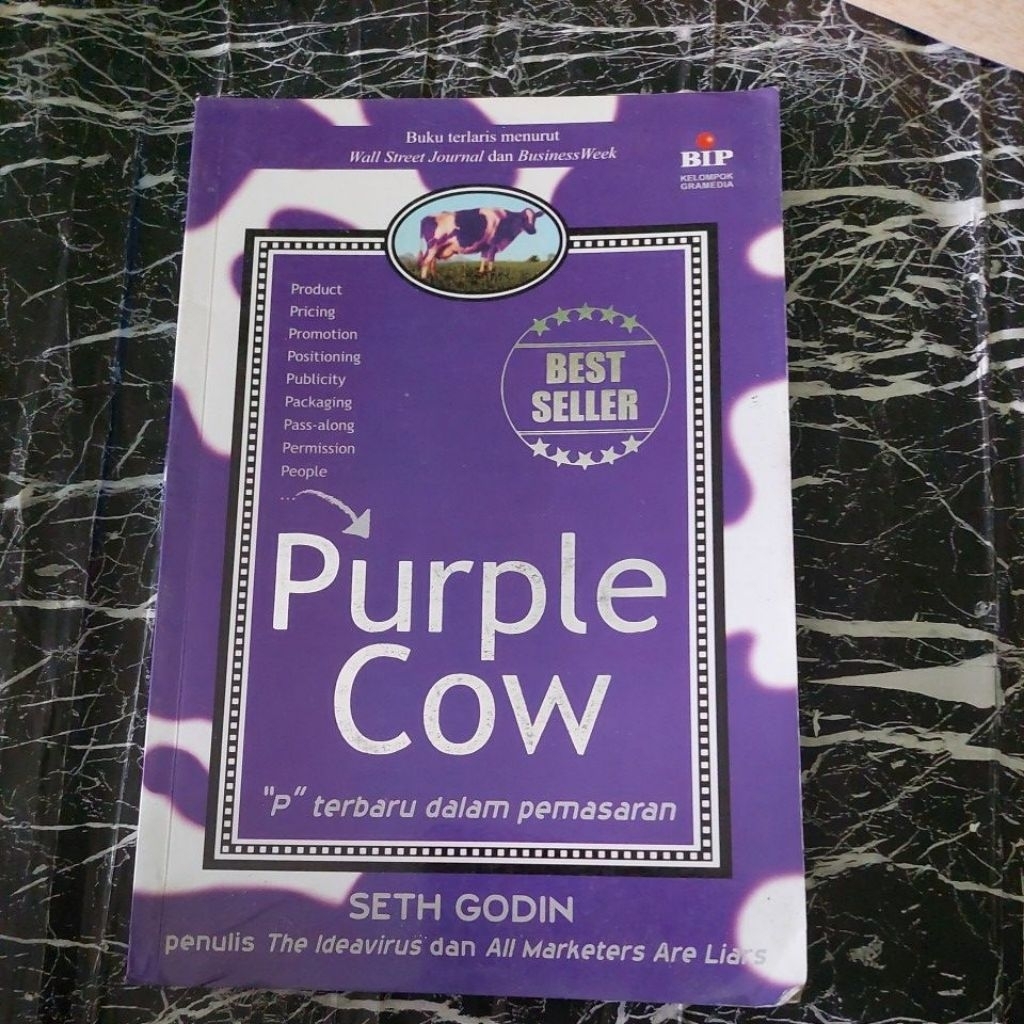 Buku terlaris menurut
Wall Street Journal dan BusinessWeek
BIP
KELOMPOK
GRAMEDIA
Product
Pricing
Promotion
Positioning
Publicity
Packaging
Pass-along
Permission
People
...
BEST
SELLER
Purple
Cow
"P" terbaru dalam pemasaran
SETH GODIN
penulis The Ideavirus dan All Marketers Are Liars